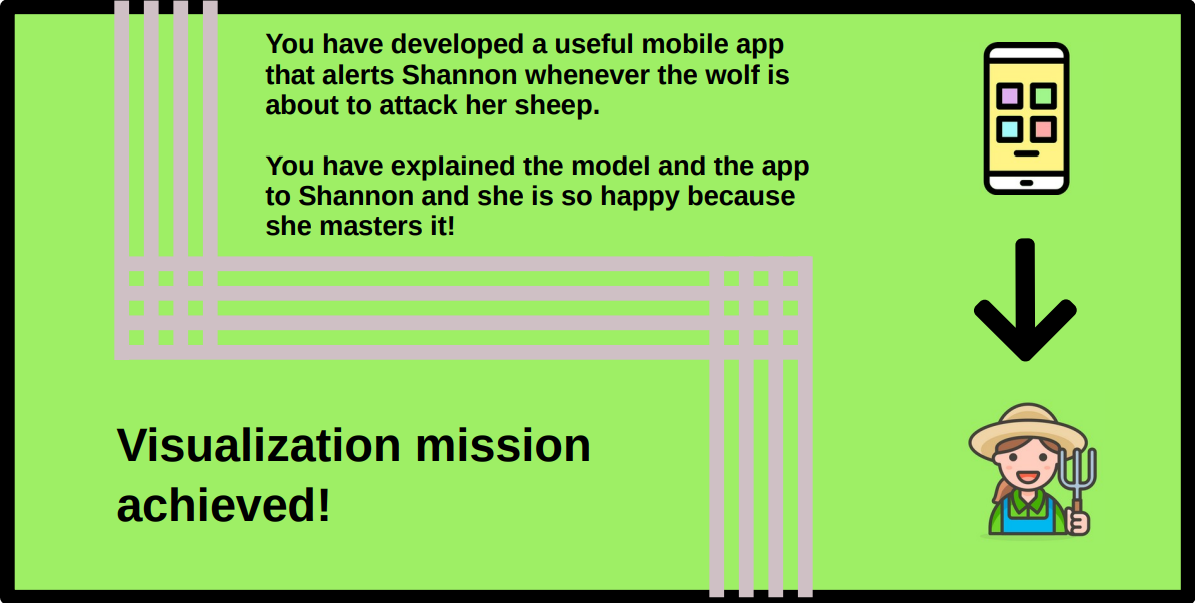 You have developed a useful mobile app
that alerts Shannon whenever the wolf is
about to attack her sheep.
You have explained the model and the app
to Shannon and she is so happy because
she masters it!
Visualization mission
achieved!